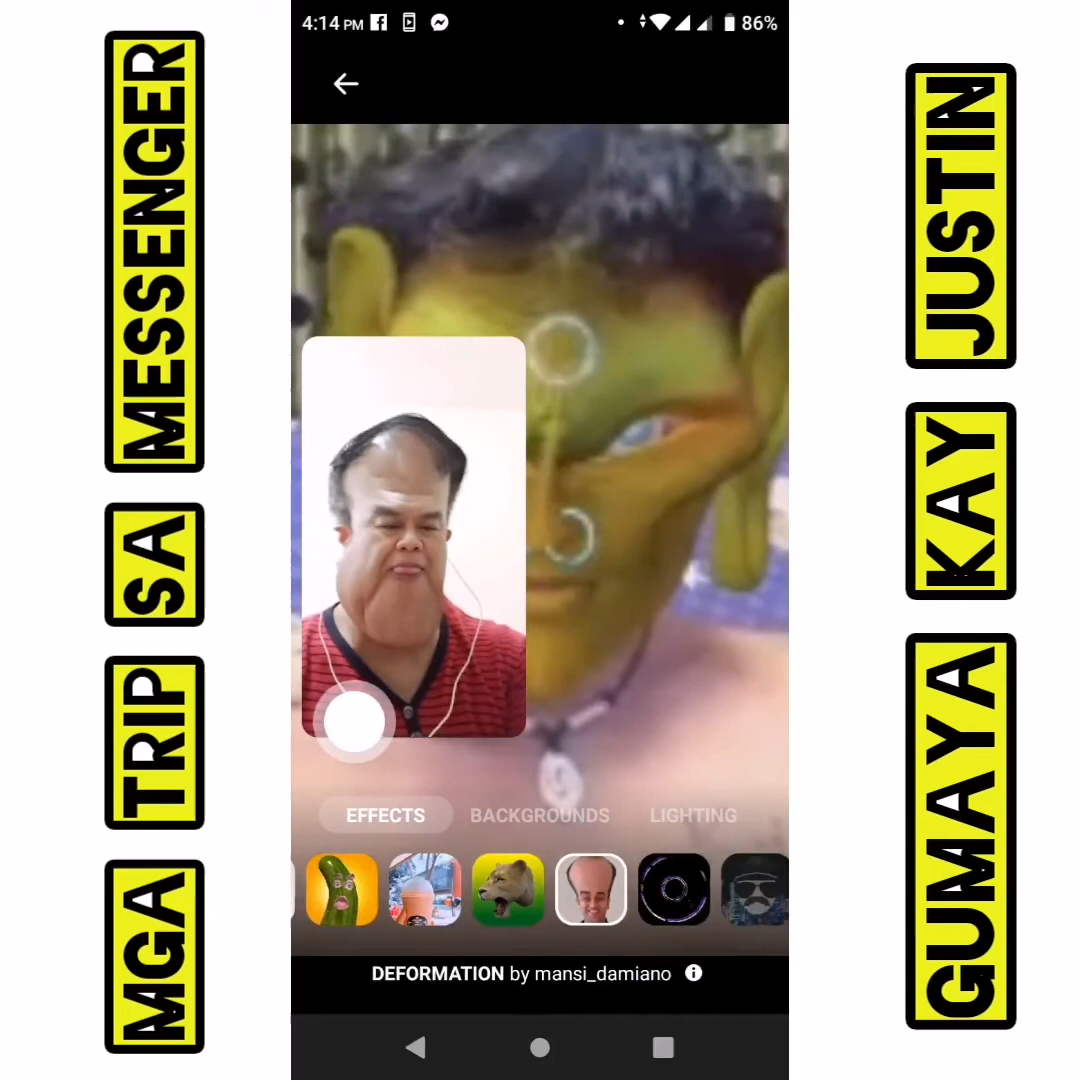 MGA TRIP SA MESSENGER
4:14 PM
86%
EFFECTS
BACKGROUNDS
LIGHTING
DEFORMATION by mansi_damiano
GUMAYA KAY JUSTIN